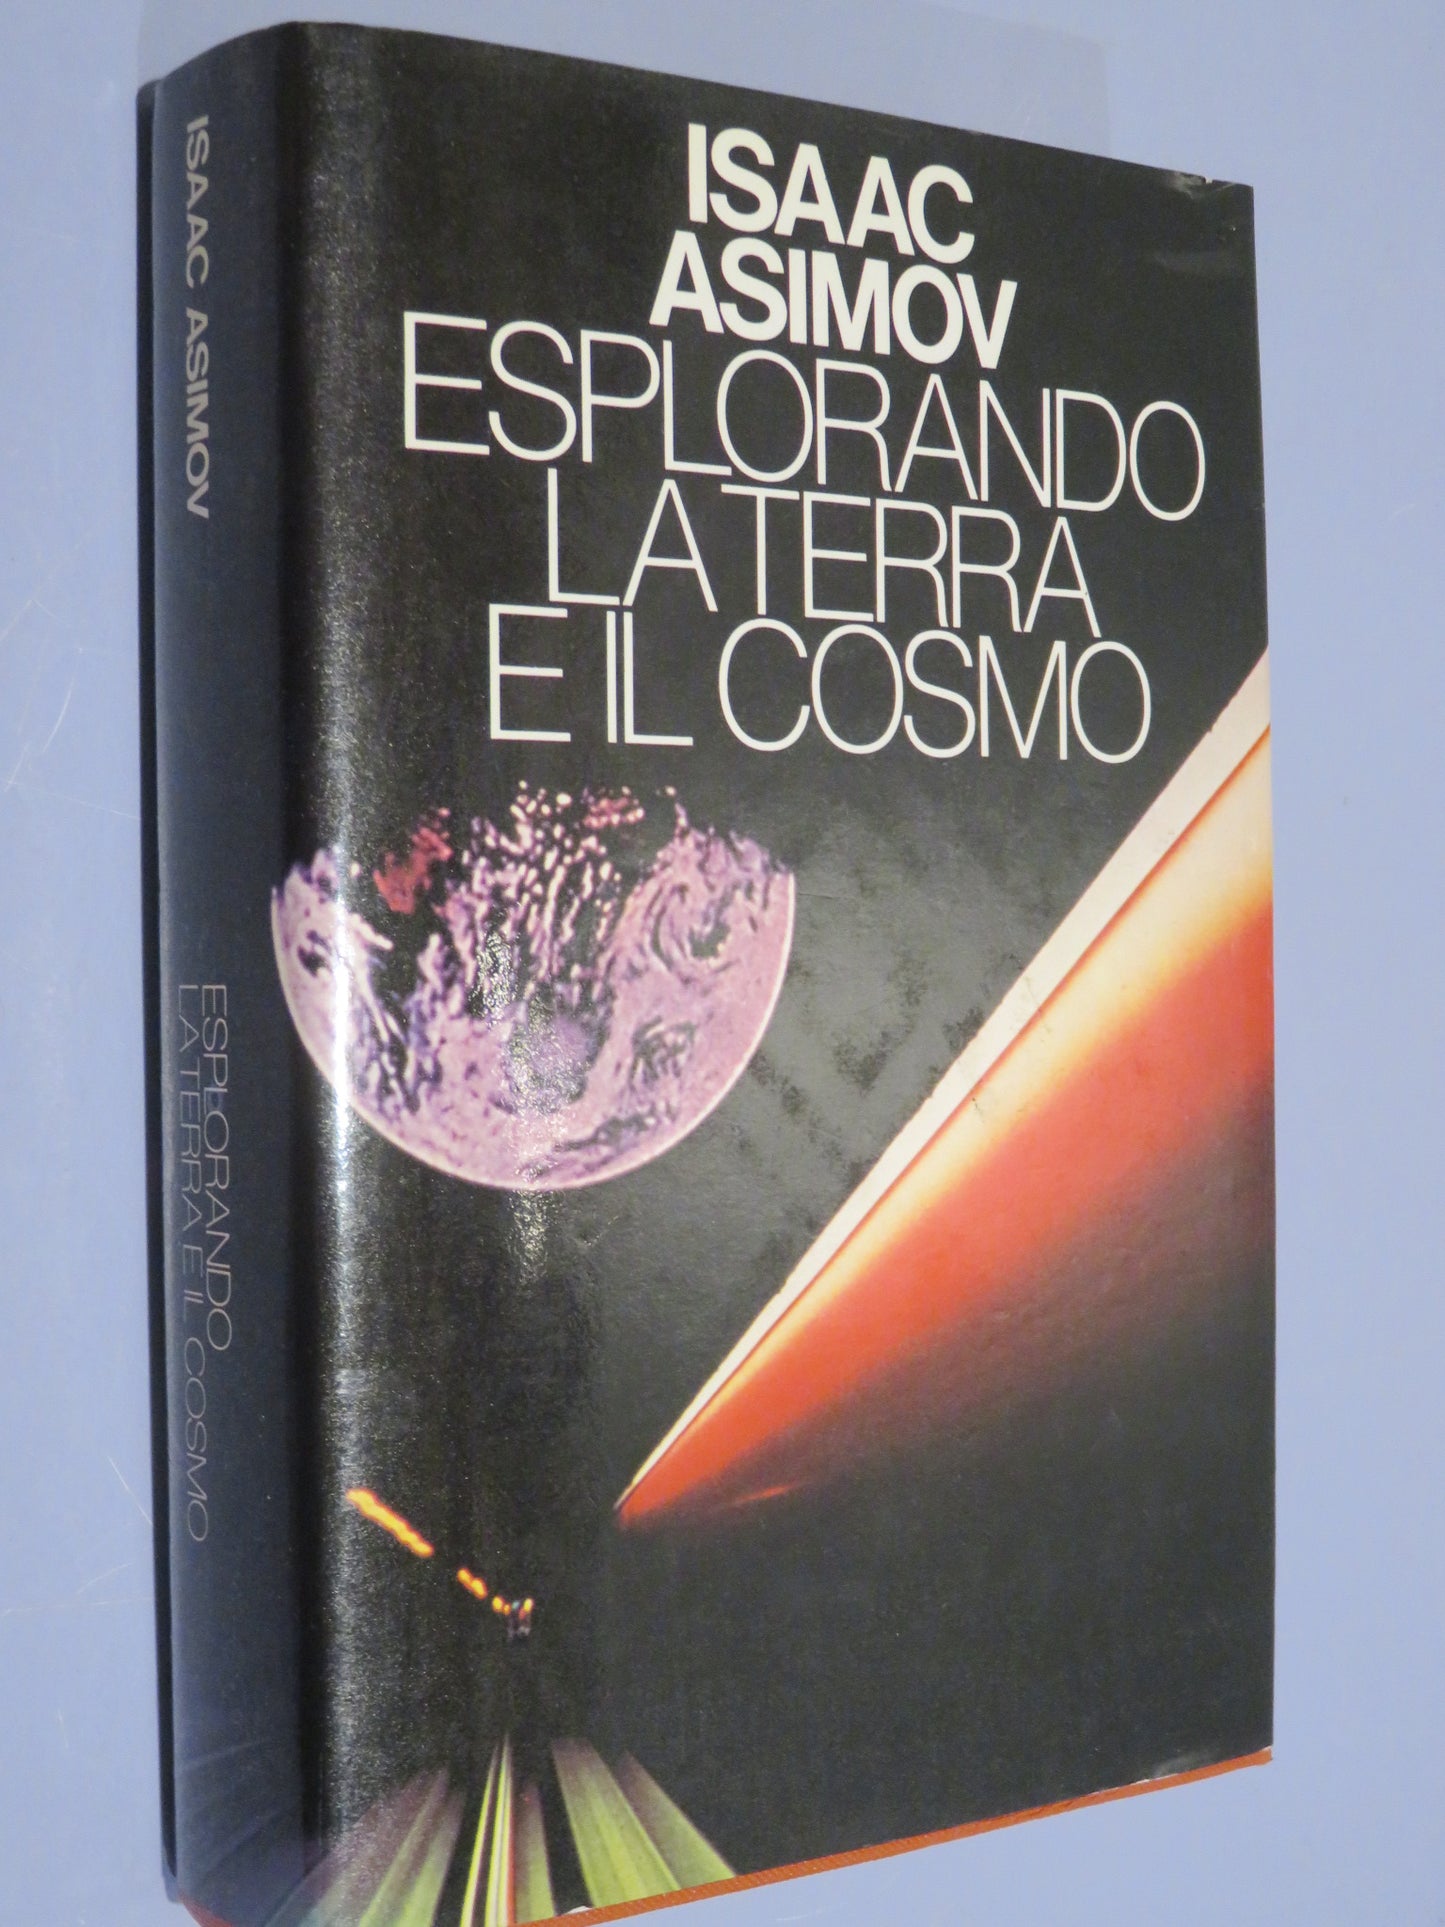 ISAAC ASIMOV
ESPLORANDO
LA TERRA E IL COSMO
ISAAC
ASIMOV
ESPLORANDO
LA TERRA
E IL COSMO